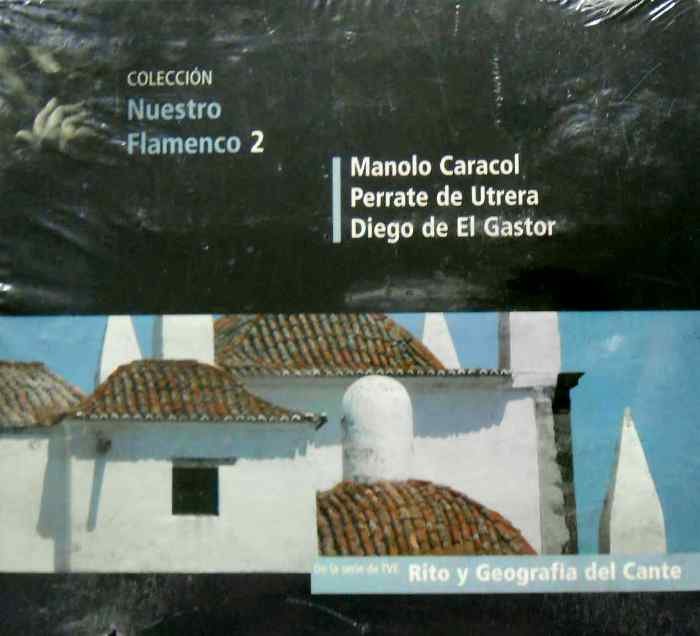 COLECCIÓN
Nuestro
Flamenco 2
Manolo Caracol
Perrate de Utrera
Diego de El Gastor
De la serie de TVE Rito y Geografia del Cante